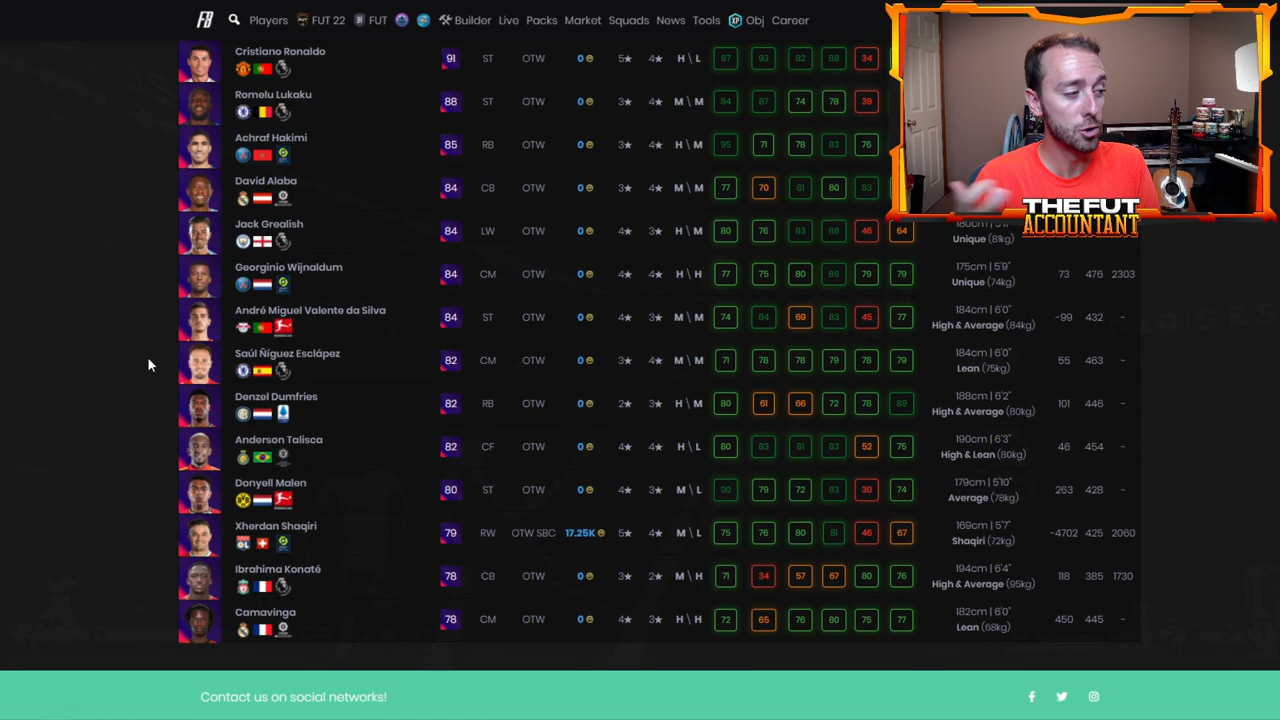 FB Players FUT 22 FUT Builder Live Packs Market Squads News Tools XP Obj Career
Cristiano Ronaldo 91 ST OTW 0 5★ 4★ H \ L 87 93 82 88 34
Romelu Lukaku 88 ST OTW 0 3★ 4★ M \ M 84 87 74 78 39
Achraf Hakimi 85 RB OTW 0 3★ 4★ H \ M 95 71 78 83 76
David Alaba 84 CB OTW 0 3★ 4★ M \ M 77 70 81 80 83
THE FUT
ACCOUNTANT
Jack Grealish 84 LW OTW 0 4★ 3★ H \ M 80 76 83 86 46 64
Unique (81kg)
Georginio Wijnaldum 84 CM OTW 0 4★ 4★ H \ H 77 75 80 86 79 79 175cm | 5'9" 73 476 2303
Unique (74kg)
André Miguel Valente da Silva 84 ST OTW 0 4★ 3★ M \ M 74 84 69 83 45 77 184cm | 6'0" -99 432 -
High & Average (84kg)
Saúl Ñíguez Esclápez 82 CM OTW 0 3★ 4★ M \ M 71 78 78 79 78 79 184cm | 6'0" 55 463 -
Lean (75kg)
Denzel Dumfries 82 RB OTW 0 2★ 3★ H \ M 80 61 66 72 78 89 188cm | 6'2" 101 446 -
High & Average (80kg)
Anderson Talisca 82 CF OTW 0 4★ 4★ H \ L 80 83 81 83 52 75 190cm | 6'3" 46 454 -
High & Lean (80kg)
Donyell Malen 80 ST OTW 0 4★ 3★ M \ L 90 79 72 83 30 74 179cm | 5'10" 263 428 -
Average (78kg)
Xherdan Shaqiri 79 RW OTW SBC 17.25K 5★ 4★ M \ L 75 76 80 81 46 67 169cm | 5'7" -4702 425 2060
Shaqiri (72kg)
Ibrahima Konaté 78 CB OTW 0 3★ 2★ M \ H 71 34 57 67 80 76 194cm | 6'4" 118 385 1730
High & Average (95kg)
Camavinga 78 CM OTW 0 4★ 3★ H \ H 72 65 76 80 75 77 182cm | 6'0" 450 445 -
Lean (68kg)
Contact us on social networks!